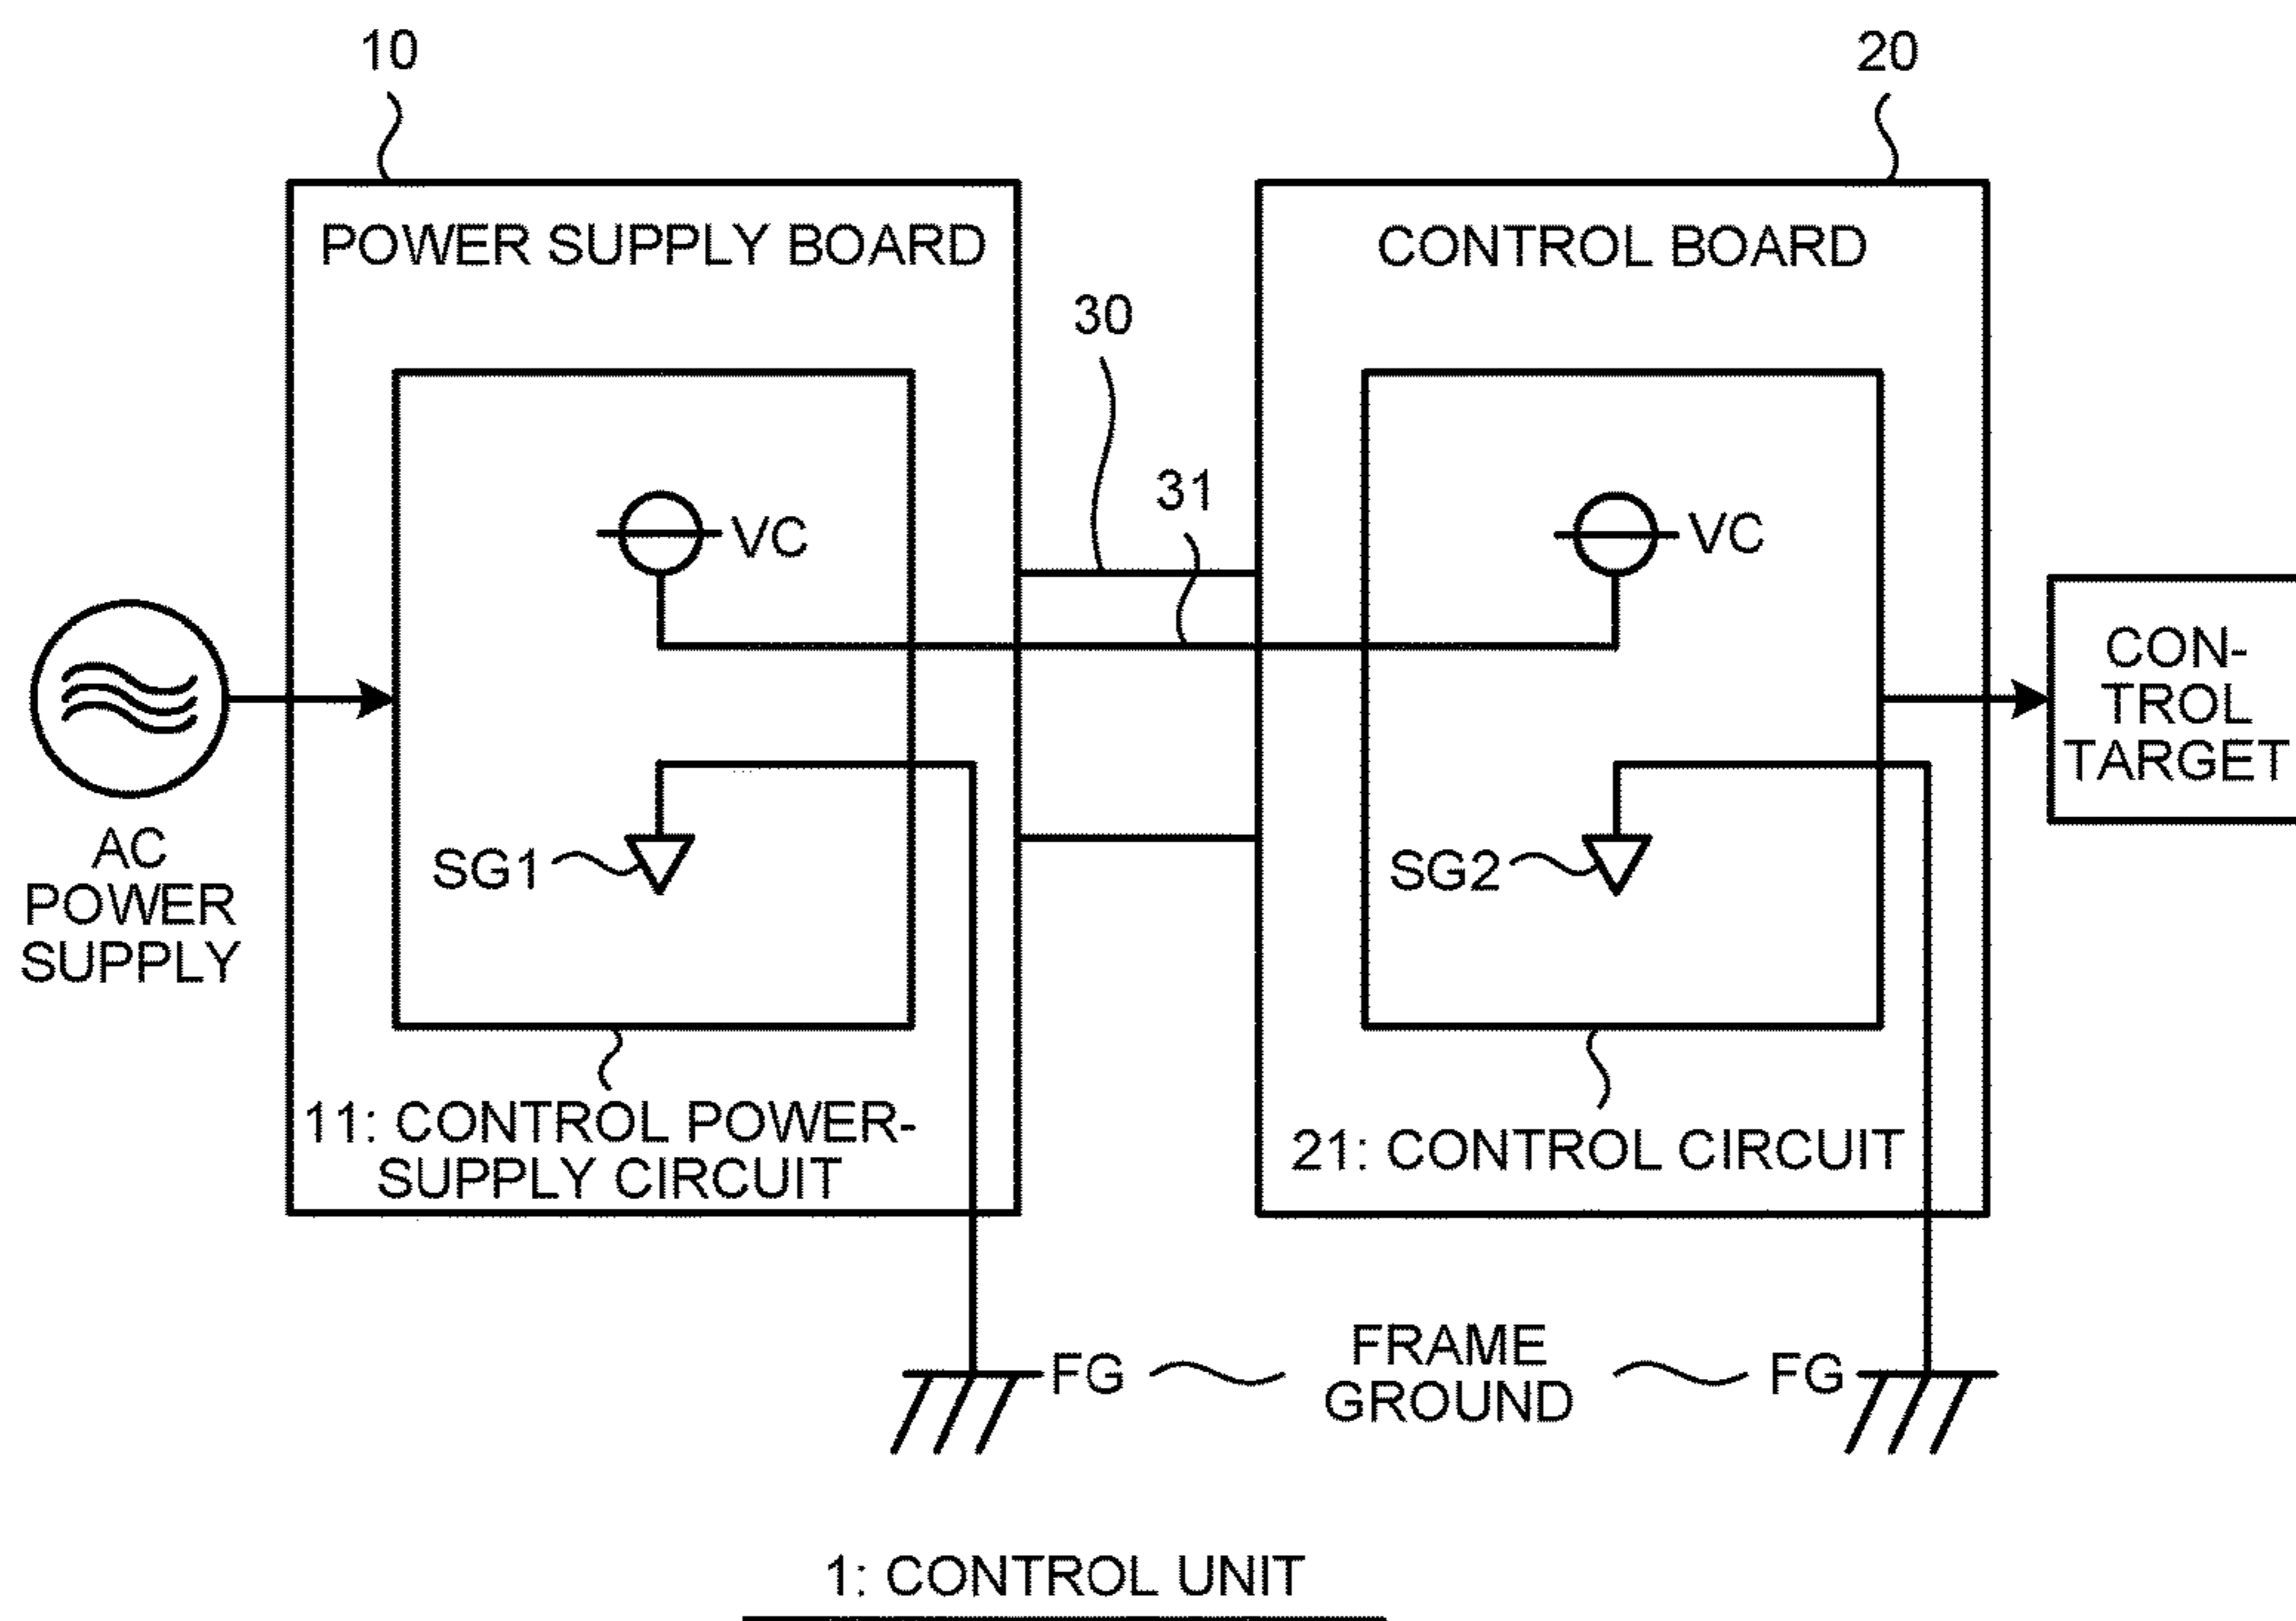 10
20
POWER SUPPLY BOARD
CONTROL BOARD
30
31
VC
VC
CON-
TROL
TARGET
AC
POWER
SUPPLY
SG1
SG2
11: CONTROL POWER-
SUPPLY CIRCUIT
21: CONTROL CIRCUIT
FG
FRAME
GROUND
FG
1: CONTROL UNIT